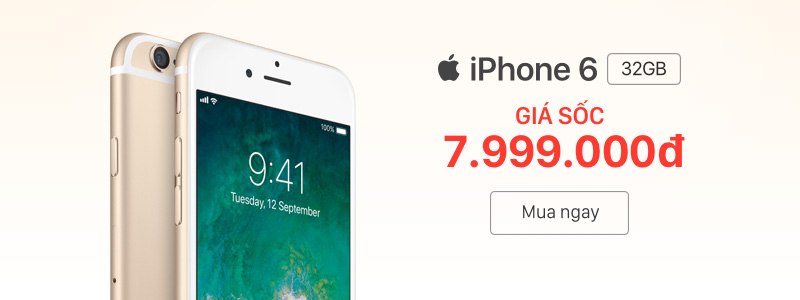 iPhone 6 32GB
GIÁ SỐC
7.999.000đ
Mua ngay
100%
9:41
Tuesday, 12 September